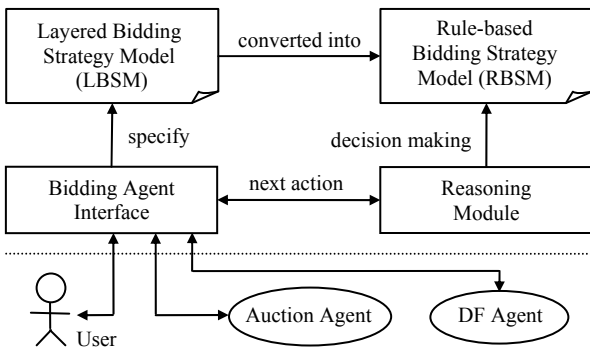 Layered Bidding
Strategy Model
(LBSM)
converted into
Rule-based
Bidding Strategy
Model (RBSM)
specify
decision making
Bidding Agent
Interface
next action
Reasoning
Module
User
Auction Agent
DF Agent